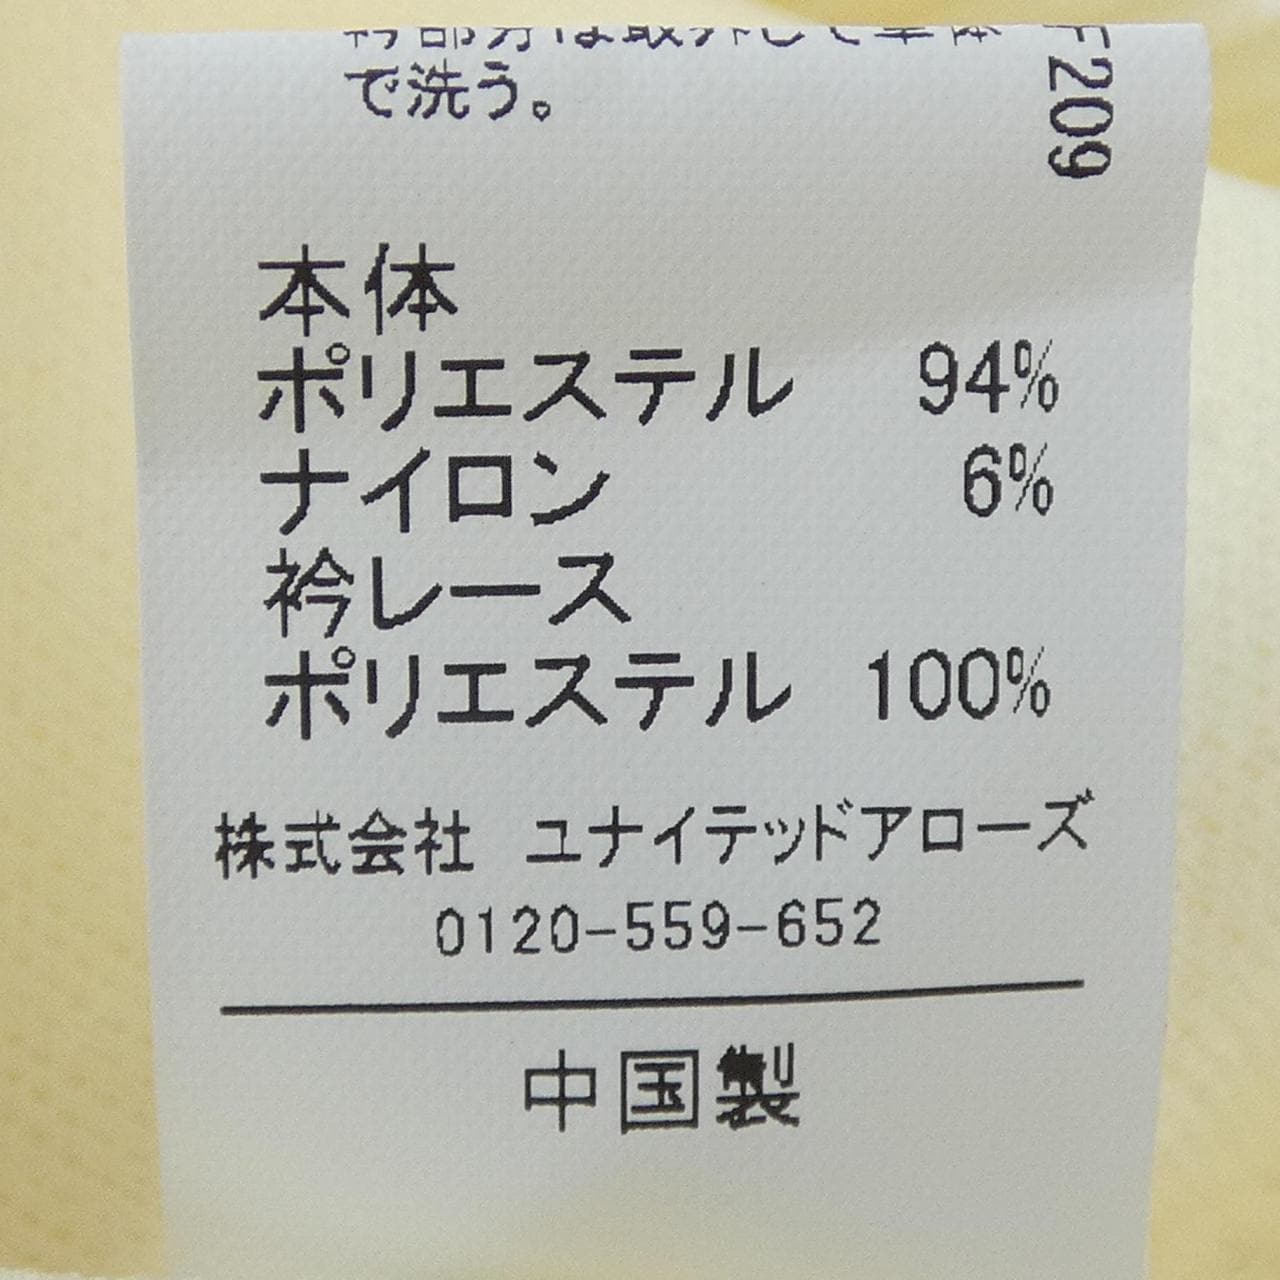 で洗う。
F209
本体
ポリエステル 94%
ナイロン 6%
衿レース
ポリエステル 100%
株式会社 ユナイテッドアローズ
0120-559-652
中国製